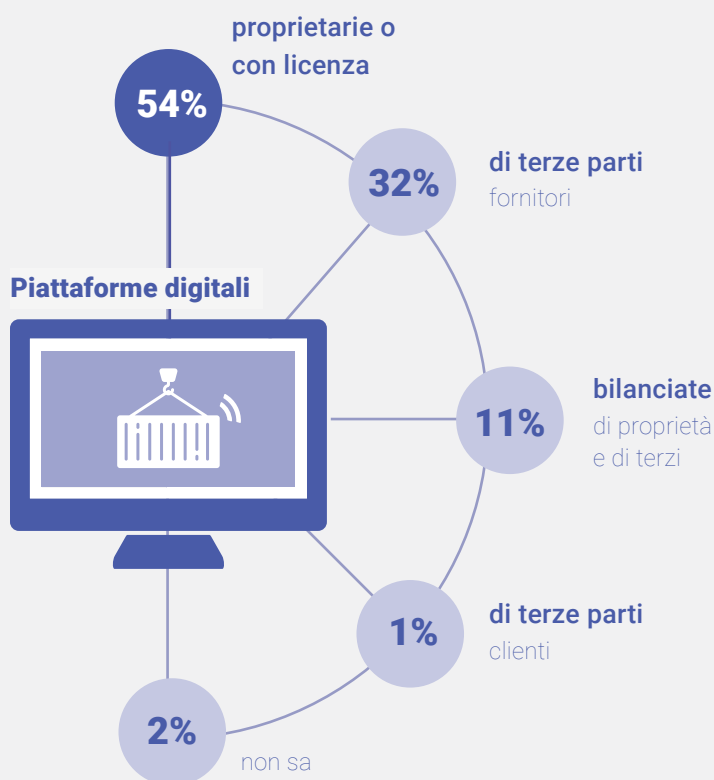 proprietarie o
con licenza
54%
32%
di terze parti
fornitori
Piattaforme digitali
11%
bilanciate
di proprietà
e di terzi
1%
di terze parti
clienti
2%
non sa